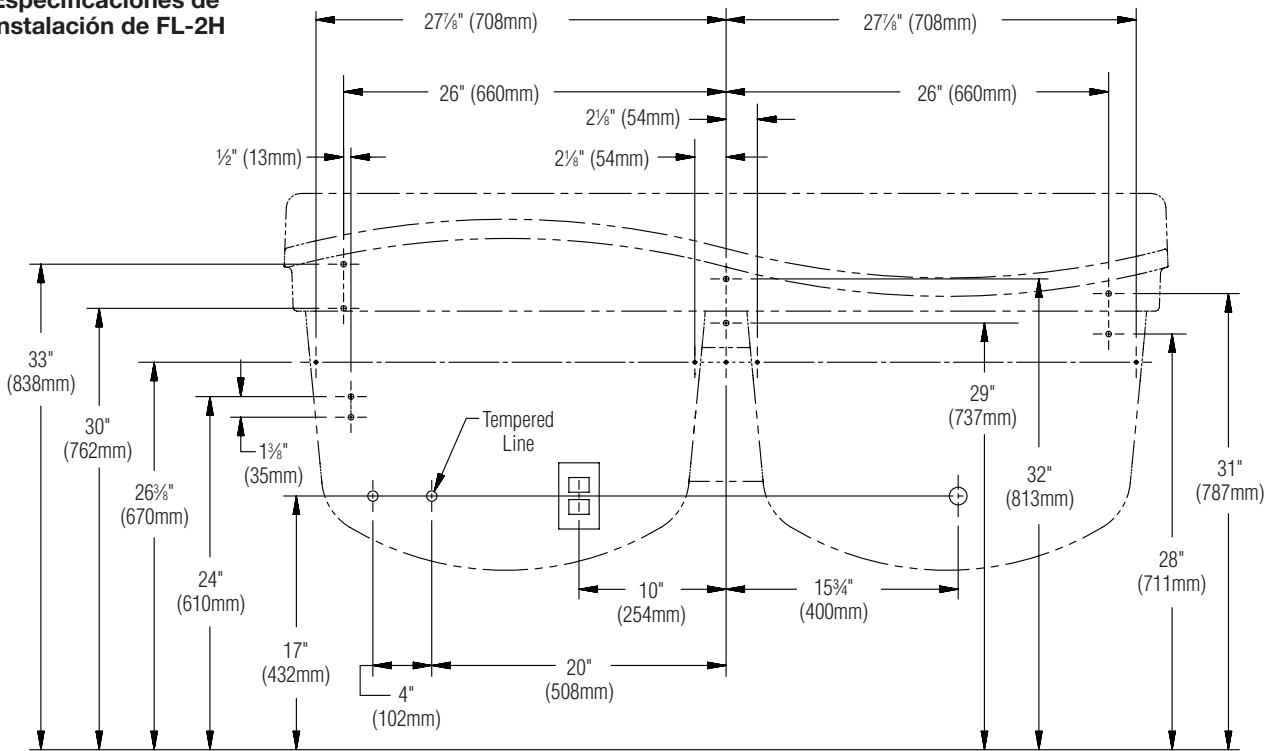 Especificaciones de
nstalación de FL-2H
27⅞" (708mm)
27⅞" (708mm)
26" (660mm)
26" (660mm)
2⅛" (54mm)
½" (13mm)
2⅛" (54mm)
33"
(838mm)
30"
(762mm)
26⅜"
(670mm)
24"
(610mm)
17"
(432mm)
1⅜"
(35mm)
Tempered
Line
4"
(102mm)
20"
(508mm)
10"
(254mm)
15¾"
(400mm)
29"
(737mm)
32"
(813mm)
28"
(711mm)
31"
(787mm)